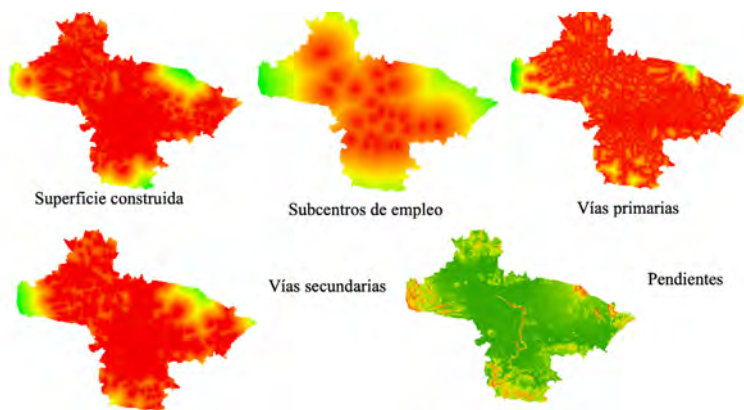 Superficie construida
Subcentros de empleo
Vías primarias
Vías secundarias
Pendientes